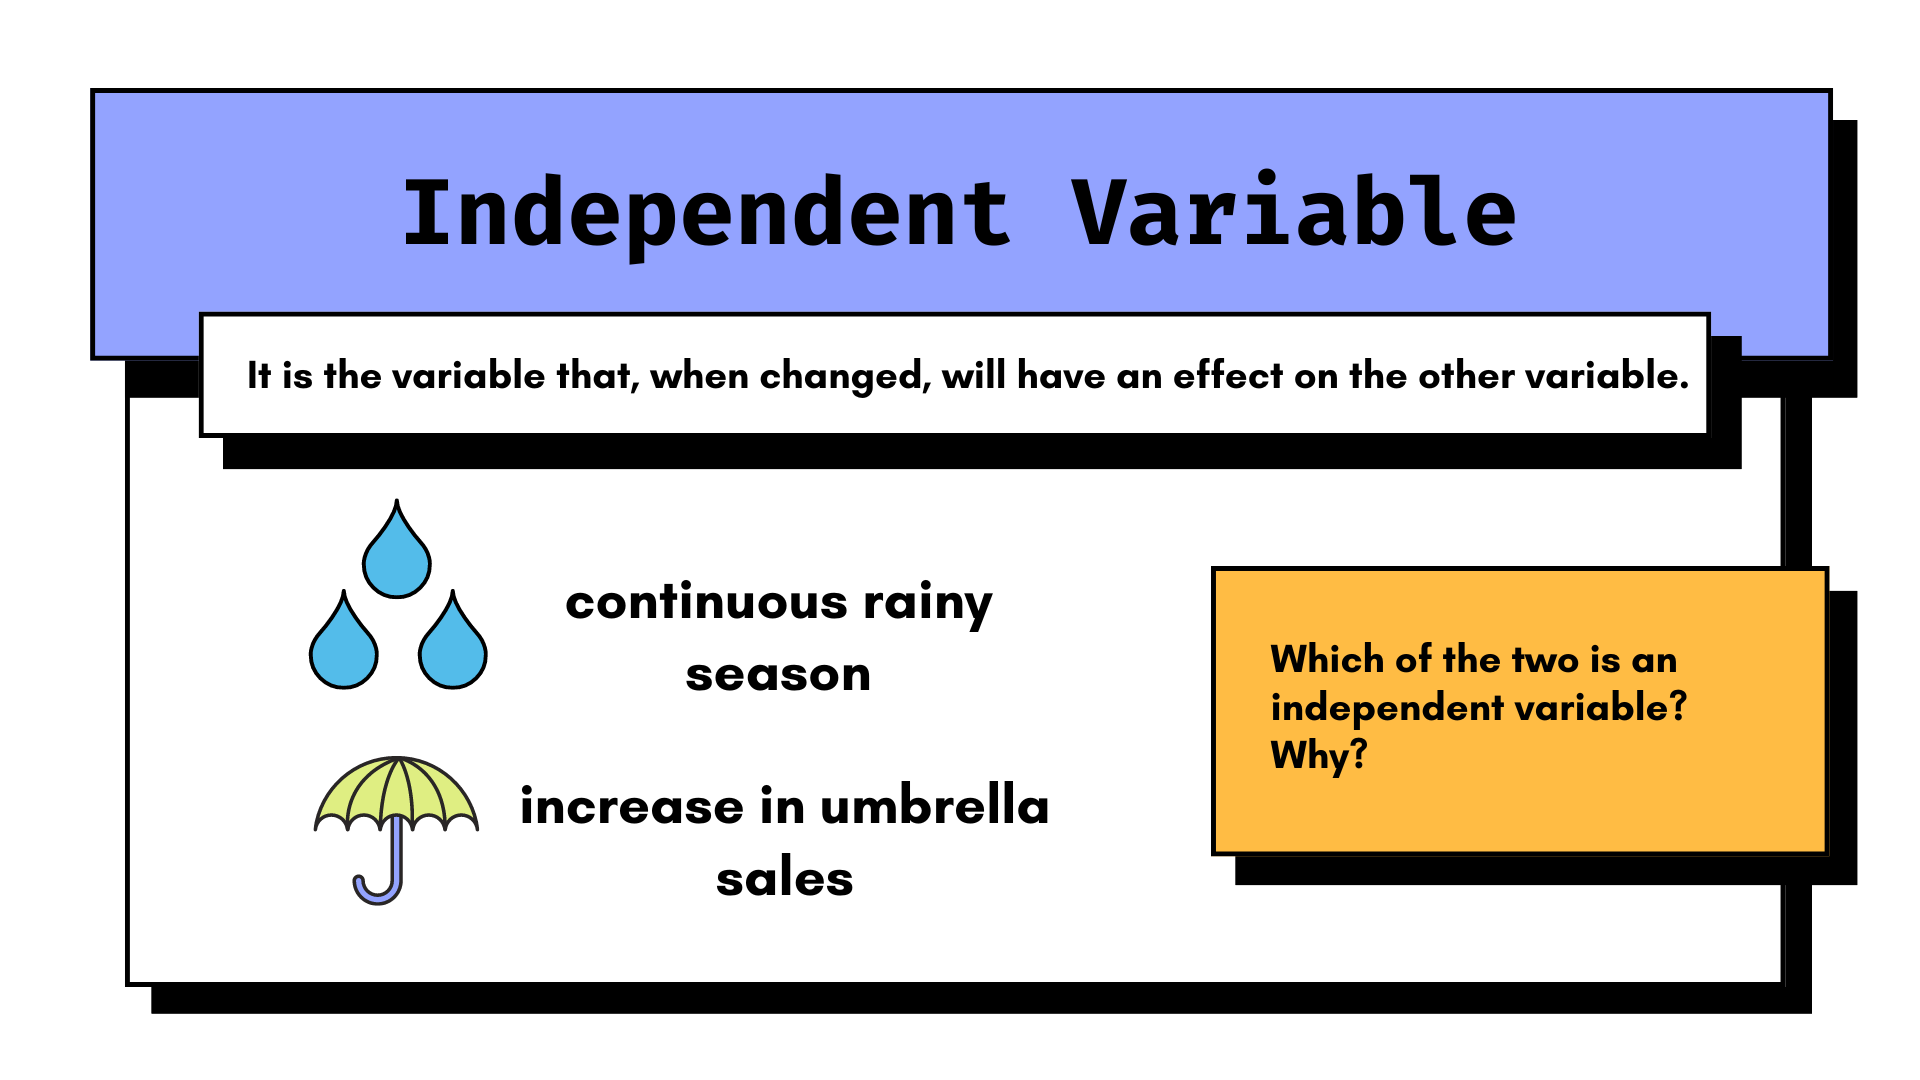 Independent Variable
It is the variable that, when changed, will have an effect on the other variable.
continuous rainy
season
increase in umbrella
sales
Which of the two is an
independent variable?
Why?